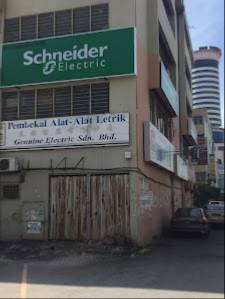 Schneider
Electric
Pembekal Alat-Alat Letrik
Genuine Electric Sdn. Bhd.